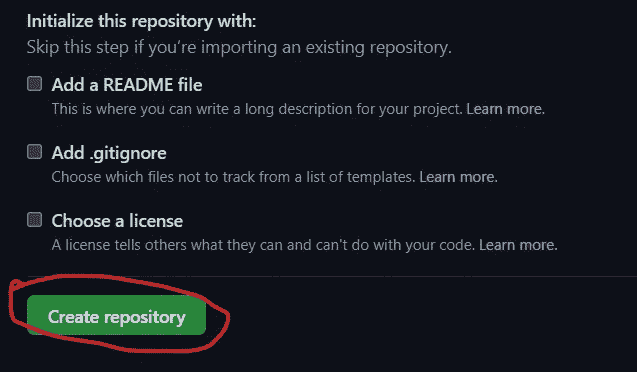 Initialize this repository with:
Skip this step if you're importing an existing repository.
Add a README file
This is where you can write a long description for your project. Learn more.
Add .gitignore
Choose which files not to track from a list of templates. Learn more.
Choose a license
A license tells others what they can and can't do with your code. Learn more.
Create repository